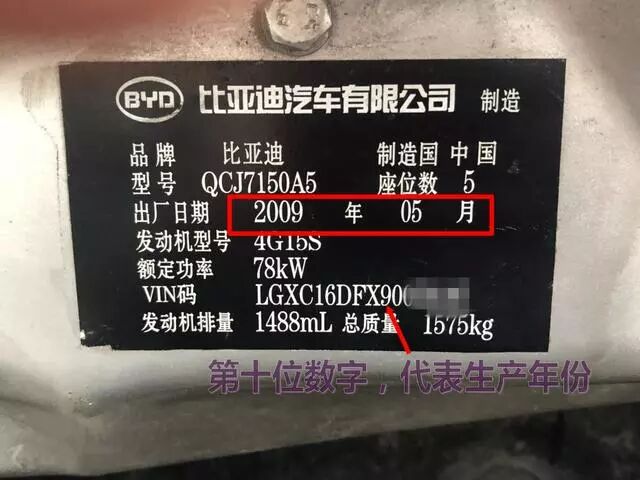 BYD 比亚迪汽车有限公司 制造
品牌 比亚迪 制造国 中国
型号 QCJ7150A5 座位数 5
出厂日期 2009 年 05 月
发动机型号 4G15S
额定功率 78kW
VIN码 LGXC16DFX900
发动机排量 1488mL 总质量 1575kg
第十位数字，代表生产年份